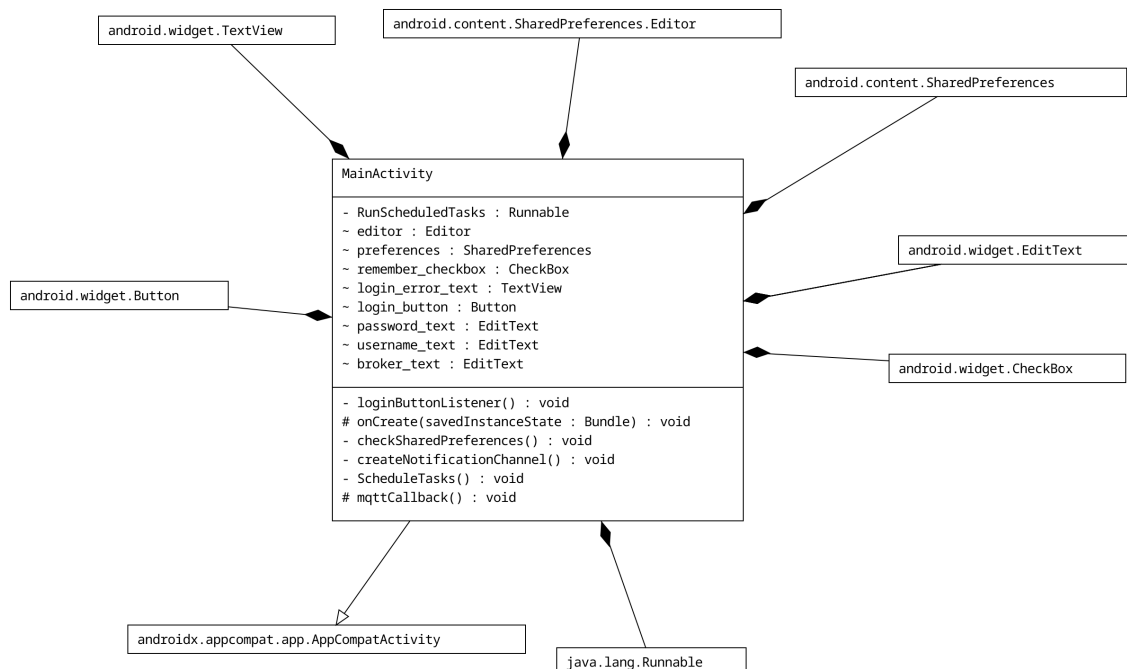 android.content.SharedPreferences.Editor
android.widget.TextView
android.content.SharedPreferences
MainActivity
- RunScheduledTasks : Runnable
~ editor : Editor
~ preferences : SharedPreferences
~ remember_checkbox : CheckBox
~ login_error_text : TextView
~ login_button : Button
~ password_text : EditText
~ username_text : EditText
~ broker_text : EditText
android.widget.EditText
android.widget.Button
android.widget.CheckBox
- loginButtonListener() : void
# onCreate(savedInstanceState : Bundle) : void
- checkSharedPreferences() : void
- createNotificationChannel() : void
- ScheduleTasks() : void
# mqttCallback() : void
androidx.appcompat.app.AppCompatActivity
java.lang.Runnable